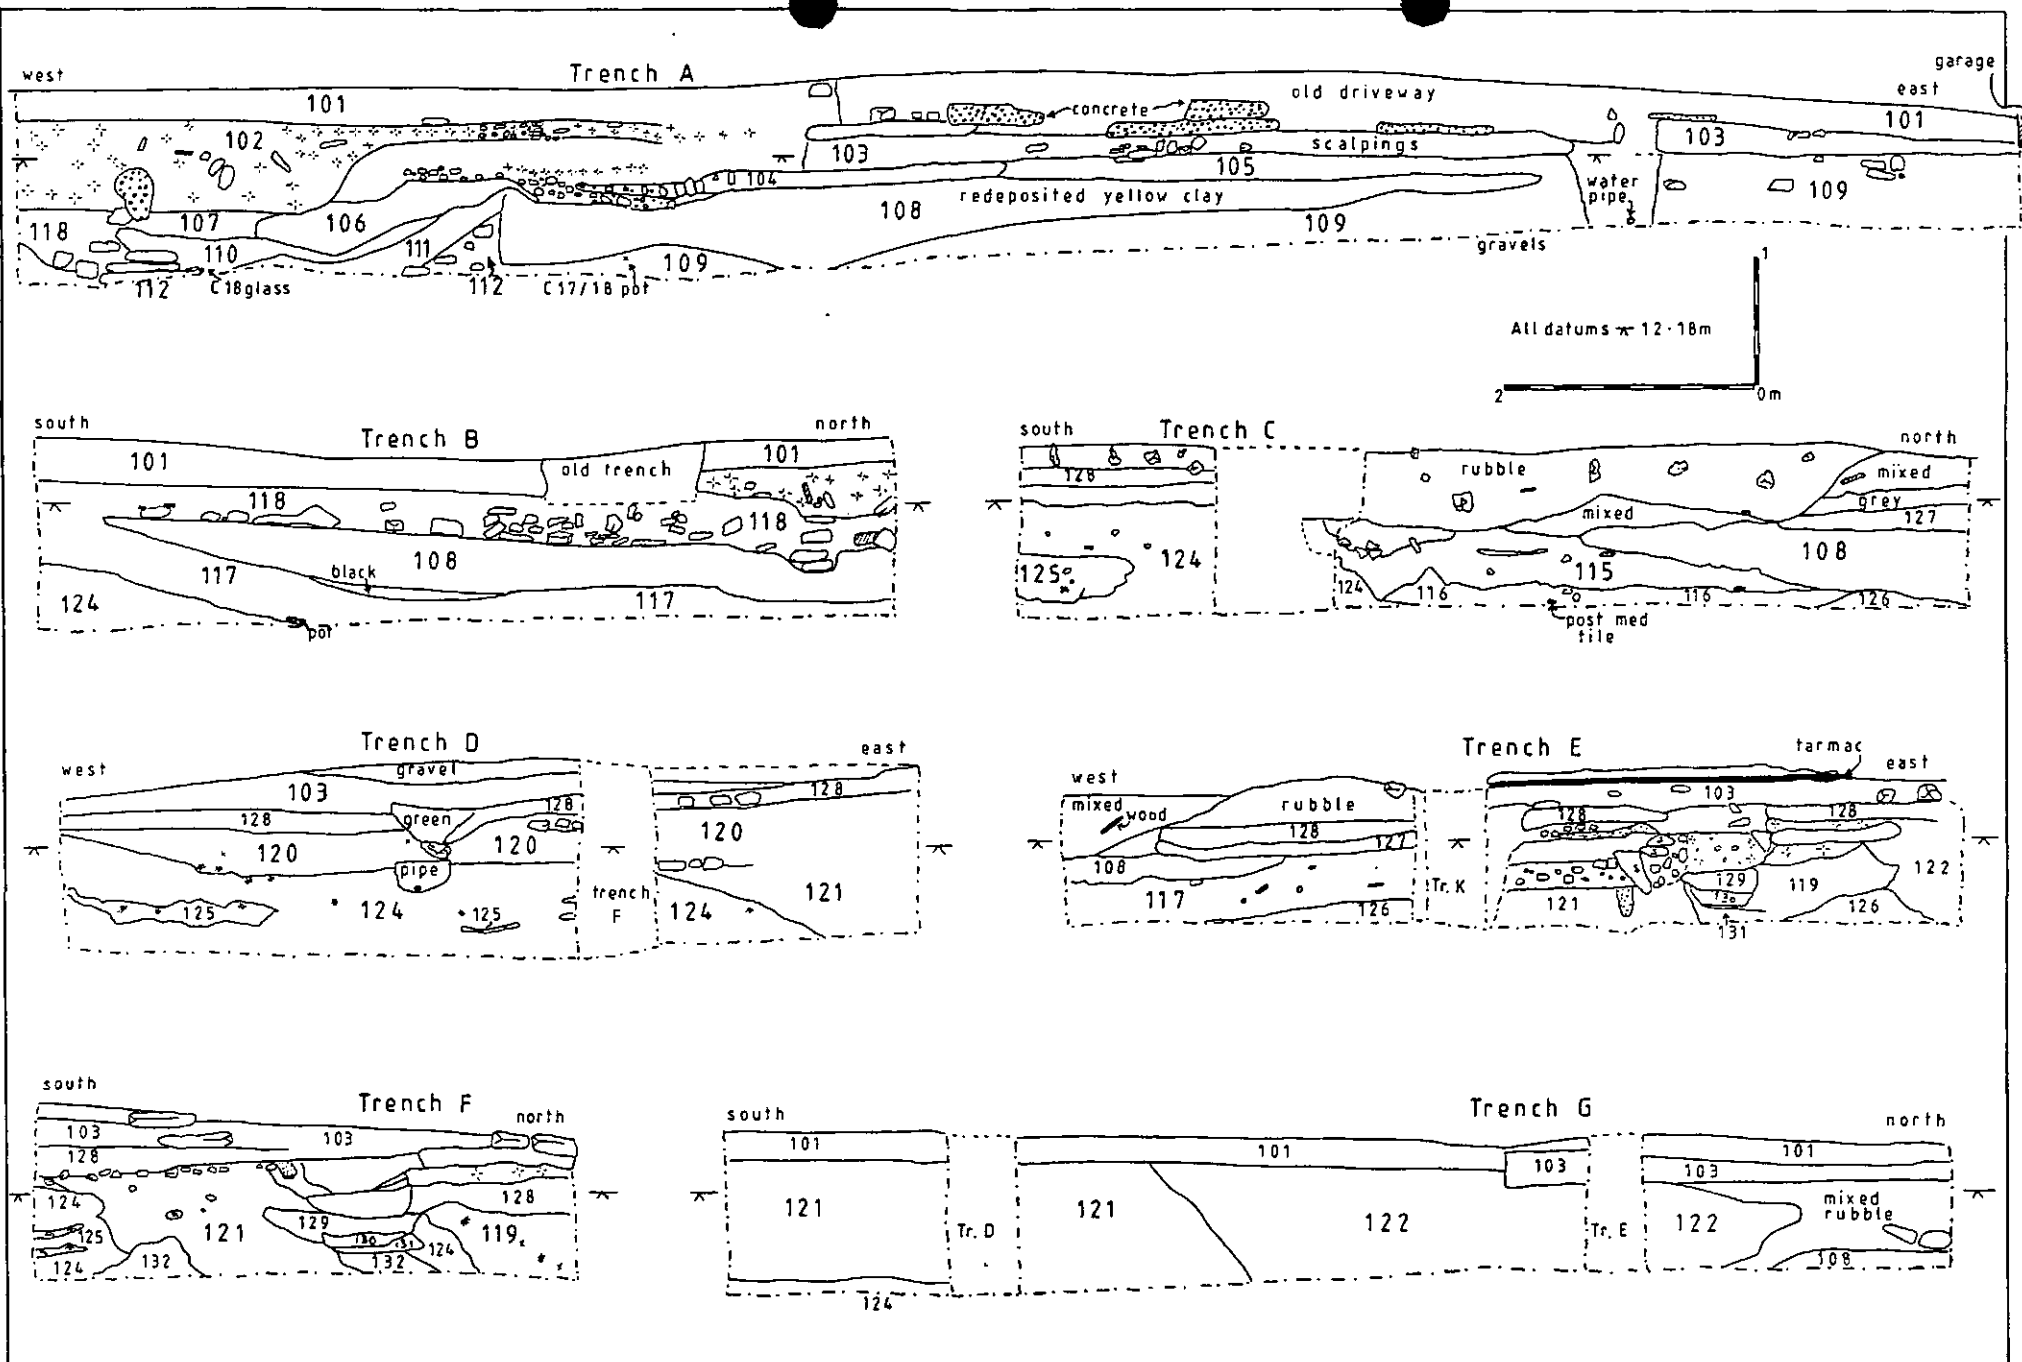 Trench A
west
garage
east
101
old driveway
concrete
101
102
103
scalpings
103
104
105
water
pipe
109
redeposited yellow clay
107
106
108
118
110
111
109
109
gravels
112
C18glass
112
C17/18 pot
All datums 12·18m
1
2
0m
south
Trench B
north
101
old trench
101
118
118
108
117
black
124
117
pot
south
Trench C
north
128
rubble
mixed
grey
mixed
127
124
108
125
115
124
116
116
126
post med
tile
Trench D
west
east
gravel
103
128
128
128
green
120
120
120
pipe
125
124
125
trench
F
124
121
Trench E
tarmac
west
east
mixed
wood
rubble
103
128
128
128
127
108
117
126
Tr. K
129
119
122
121
130
126
131
south
Trench F
north
103
103
128
128
124
125
121
129
119
124
130
131
124
132
132
south
Trench G
north
101
101
101
103
103
121
121
122
122
mixed
rubble
Tr. D
Tr. E
108
124